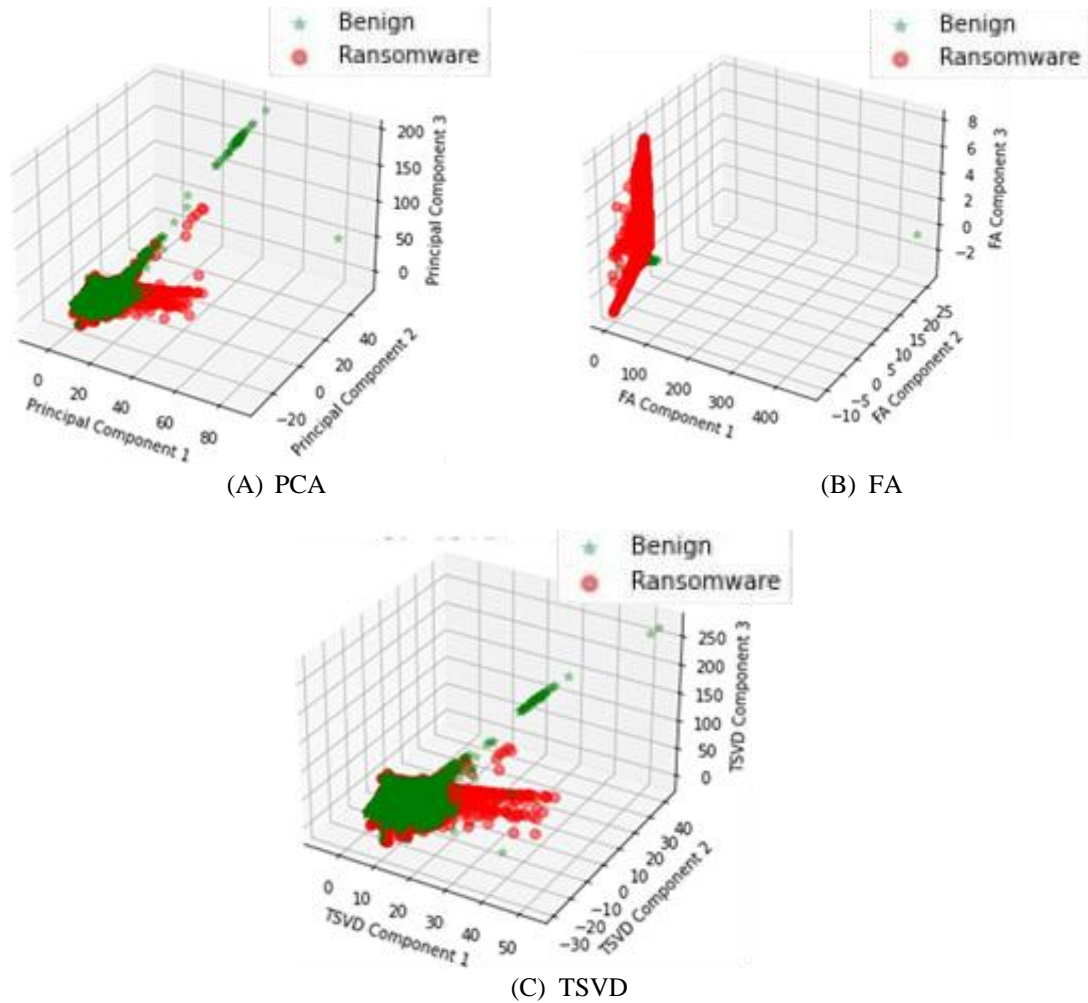 Benign
Ransomware
200
150
100
50
0
Principal Component 3
40
20
0
−20
Principal Component 2
0
20
40
60
80
Principal Component 1
(A) PCA
Benign
Ransomware
8
6
4
2
0
−2
FA Component 3
25
20
15
10
5
0
−5
−10
FA Component 2
0
100
200
300
400
FA Component 1
(B) FA
Benign
Ransomware
250
200
150
100
50
0
TSVD Component 3
40
30
20
10
0
−10
−20
−30
TSVD Component 2
0
10
20
30
40
50
TSVD Component 1
(C) TSVD